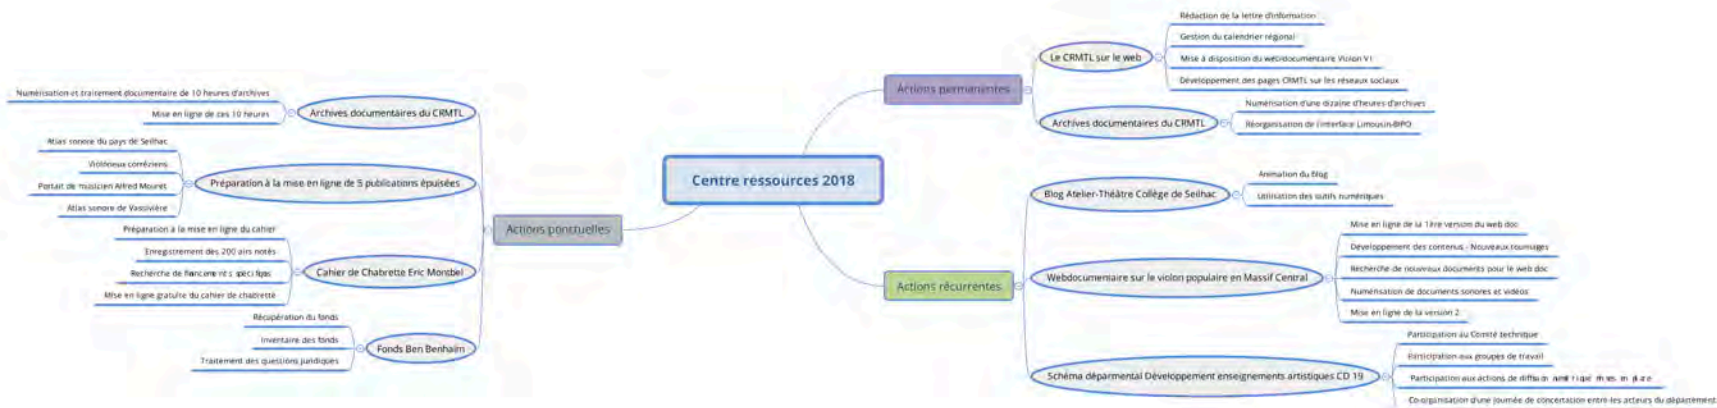 Centre ressources 2018
Actions permanentes
Le CRMTL sur le web
Rédaction de la lettre d'information
Gestion du calendrier régional
Mise à disposition du webdocumentaire Violon V1
Développement des pages CRMTL sur les réseaux sociaux
Archives documentaires du CRMTL
Numérisation d'une dizaine d'heures d'archives
Réorganisation de l'interface Limousin-BIPO
Actions récurrentes
Blog Atelier-Théâtre Collège de Seilhac
Animation du blog
Utilisation des outils numériques
Webdocumentaire sur le violon populaire en Massif Central
Mise en ligne de la 1ère version du web doc
Développement des contenus - Nouveaux tournages
Recherche de nouveaux documents pour le web doc
Numérisation de documents sonores et vidéos
Mise en ligne de la version 2
Schéma déparmental Développement enseignements artistiques CD 19
Participation au Comité technique
Participation aux groupes de travail
Participation aux actions de diffusion
Co-organisation d'une journée de concertation entre les acteurs du département
Actions ponctuelles
Archives documentaires du CRMTL
Numérisation et traitement documentaire de 10 heures d'archives
Mise en ligne de ces 10 heures
Préparation à la mise en ligne de 5 publications épuisées
Atlas sonore du pays de Seilhac
Violoneux corréziens
Portait de musicien Alfred Mouret
Atlas sonore de Vassivière
Cahier de Chabrette Eric Montbel
Préparation à la mise en ligne du cahier
Enregistrement des 200 airs notés
Recherche de financements spécifiqes
Mise en ligne gratuite du cahier de chabrette
Fonds Ben Benhaim
Récupération du fonds
Inventaire des fonds
Traitement des questions juridiques